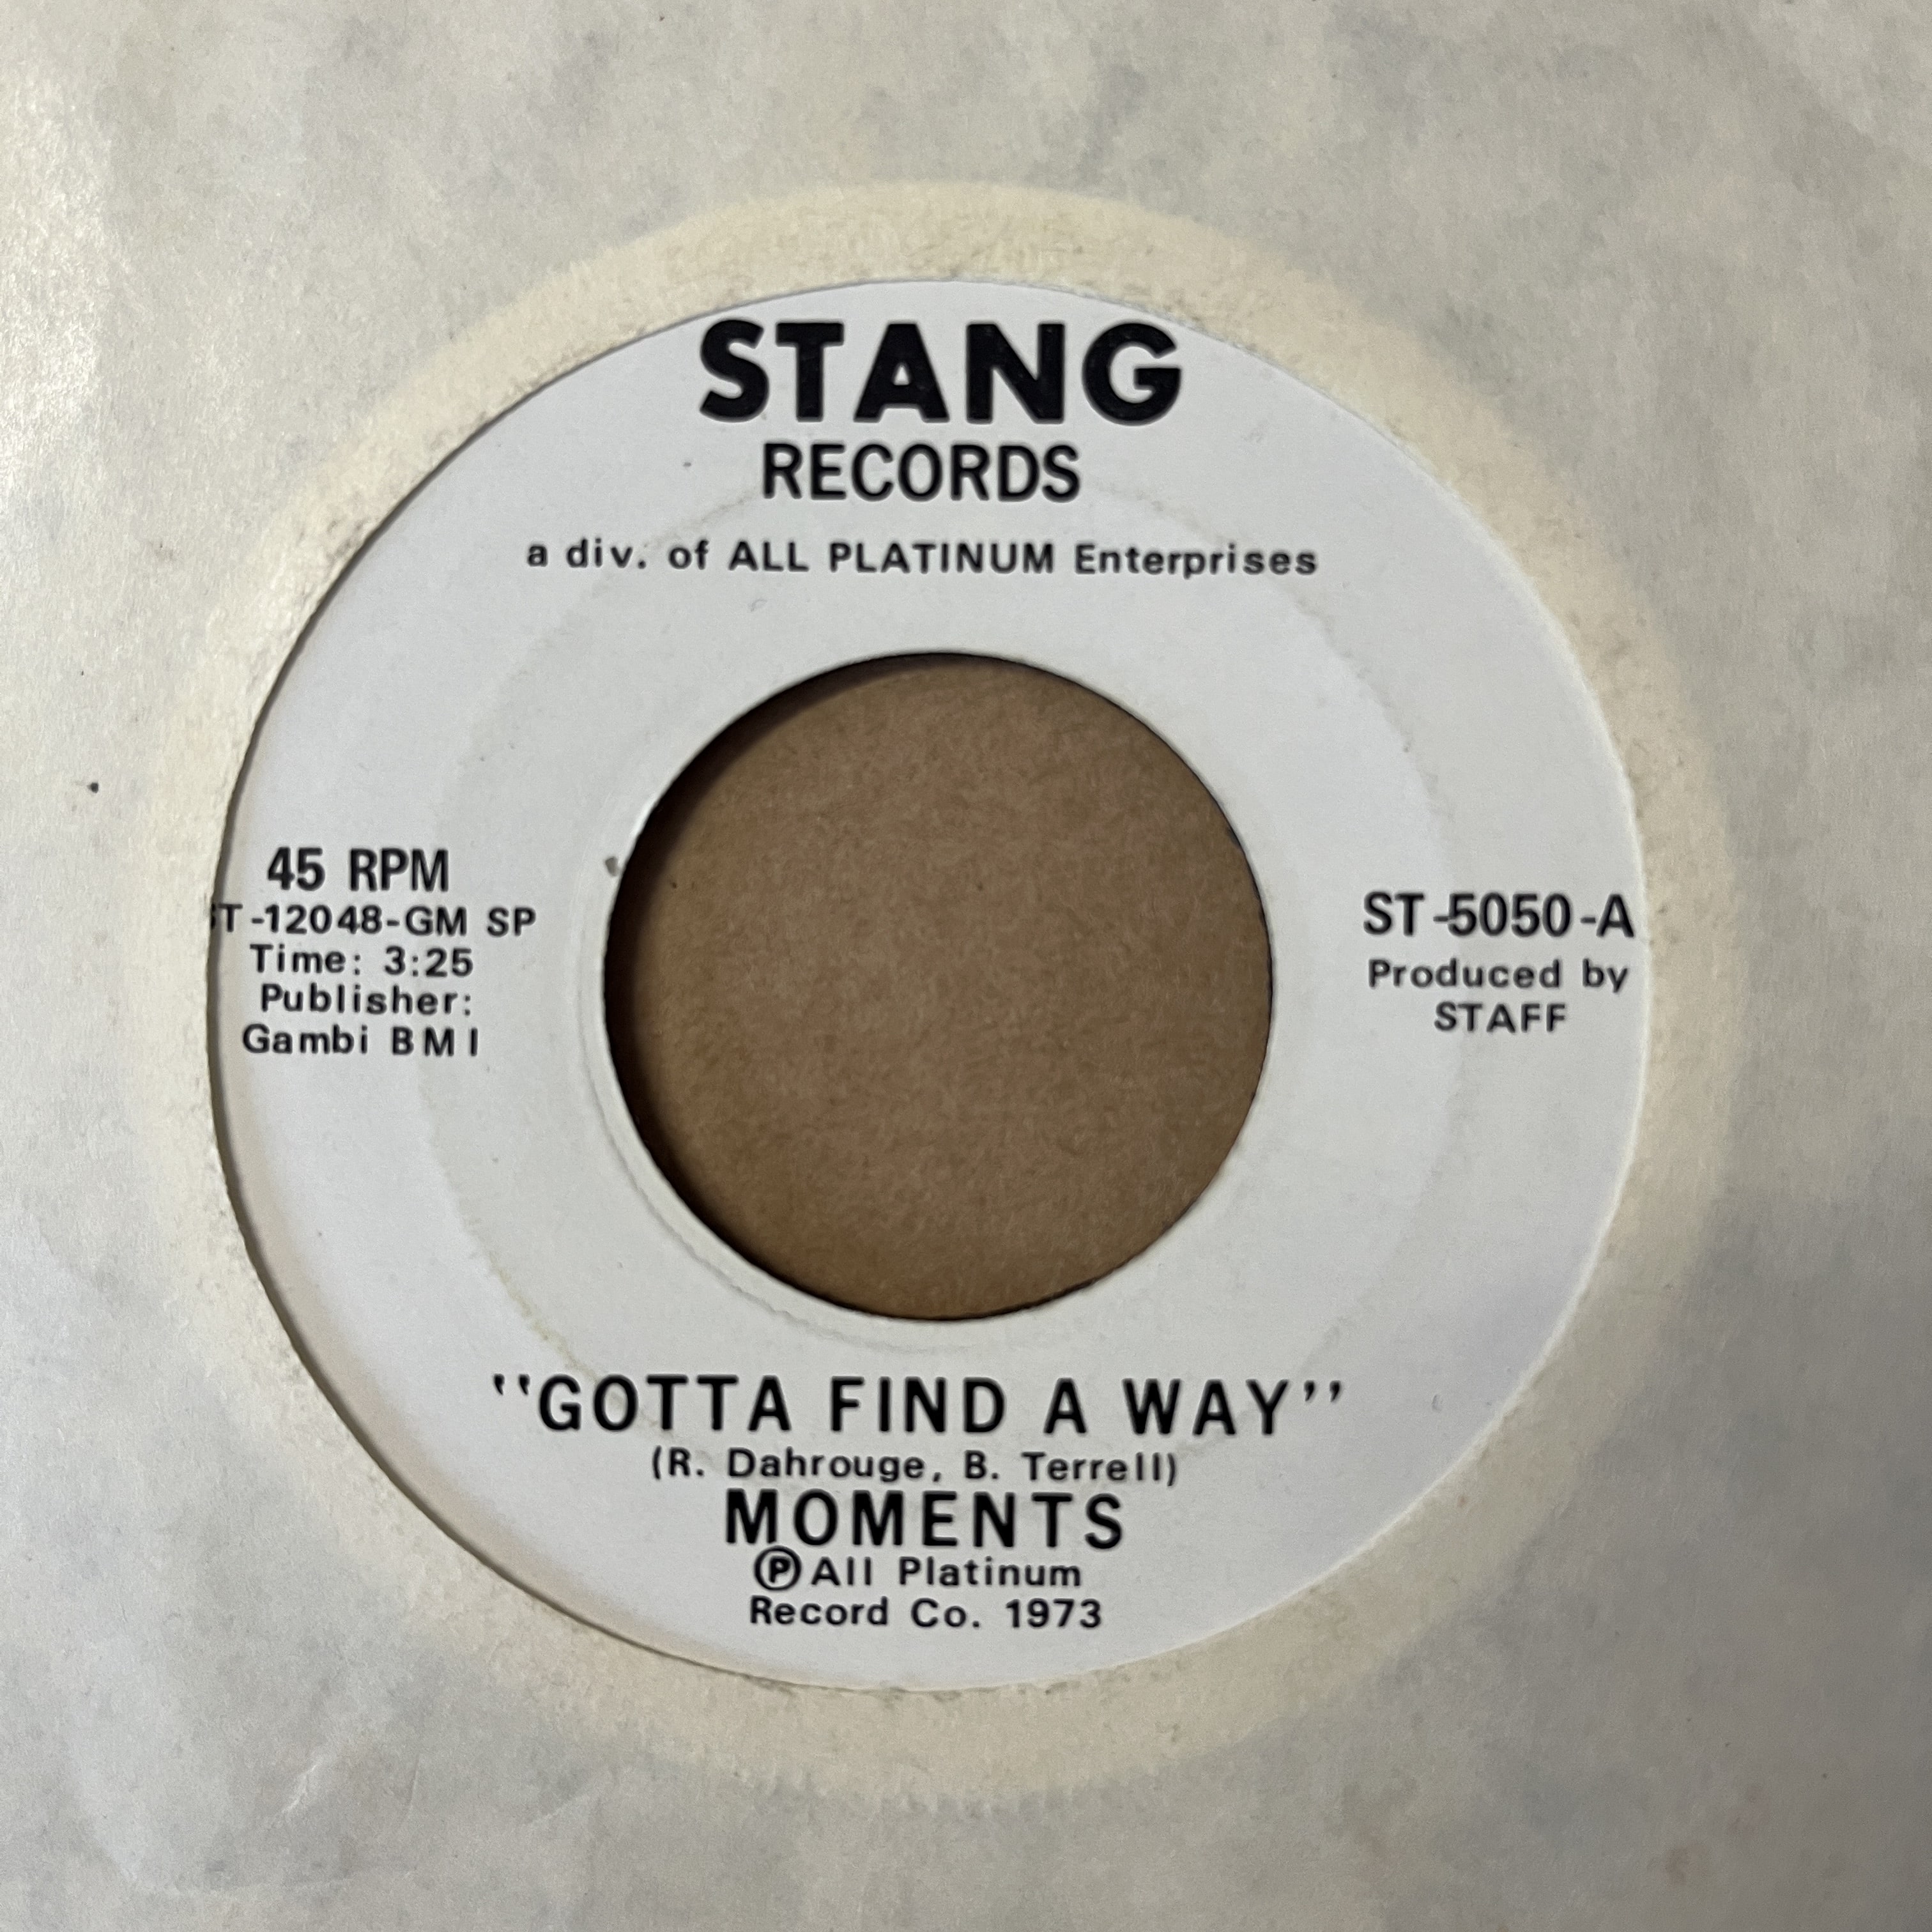 STANG
RECORDS
a div. of ALL PLATINUM Enterprises
45 RPM
ST-12048-GM SP
Time: 3:25
Publisher:
Gambi BMI
ST-5050-A
Produced by
STAFF
"GOTTA FIND A WAY"
(R. Dahrouge, B. Terrell)
MOMENTS
Ⓟ All Platinum
Record Co. 1973